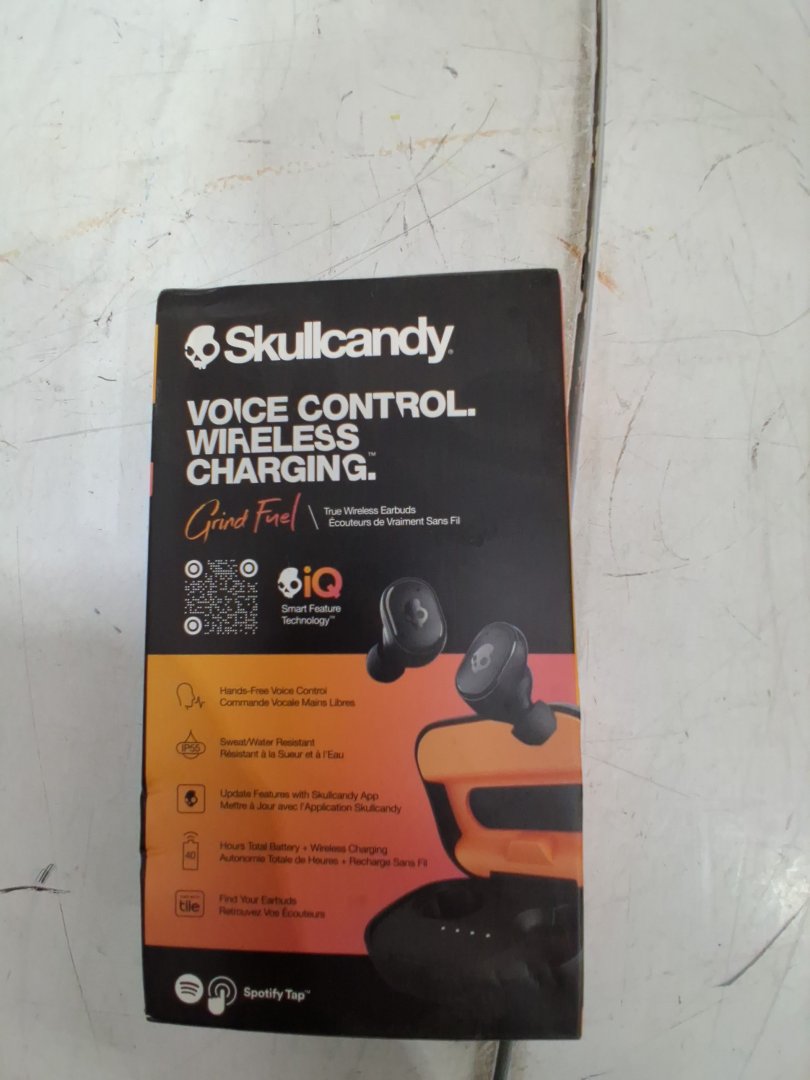 Skullcandy®
VOICE CONTROL.
WIRELESS
CHARGING.™
Grind Fuel \ True Wireless Earbuds
Écouteurs de Vraiment Sans Fil
iQ
Smart Feature
Technology™
Hands-Free Voice Control
Commande Vocale Mains Libres
IP55
Sweat/Water Resistant
Résistant à la Sueur et à l'Eau
Update Features with Skullcandy App
Mettre à Jour avec l'Application Skullcandy
40
Hours Total Battery + Wireless Charging
Autonomie Totale de Heures + Recharge Sans Fil
tile
Find Your Earbuds
Retrouvez Vos Écouteurs
Spotify Tap™